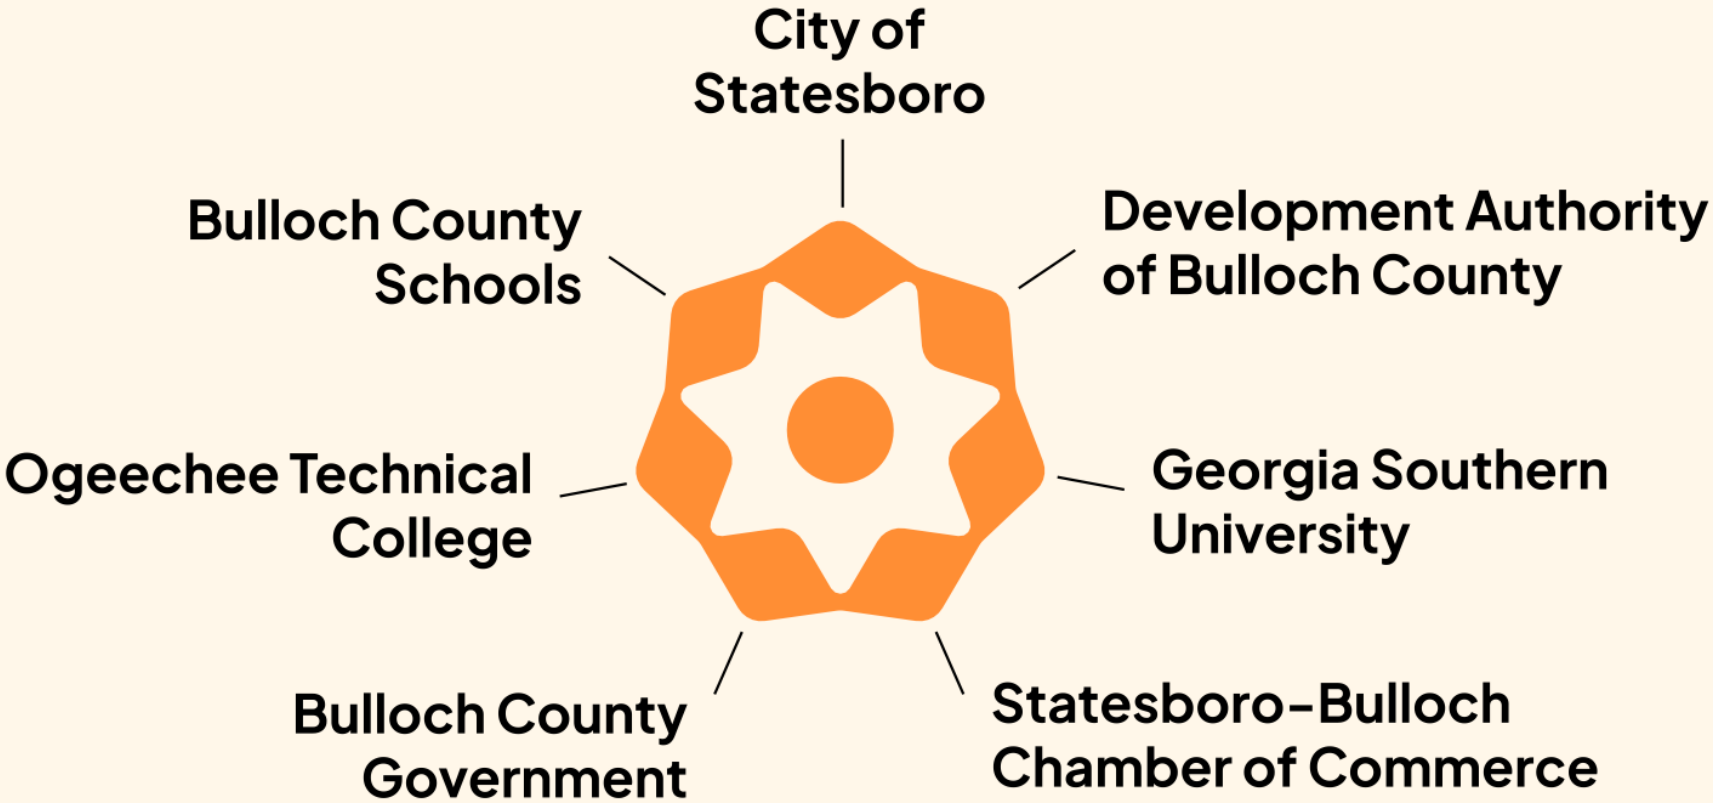 City of
Statesboro
Bulloch County
Schools
Development Authority
of Bulloch County
Ogeechee Technical
College
Georgia Southern
University
Bulloch County
Government
Statesboro–Bulloch
Chamber of Commerce